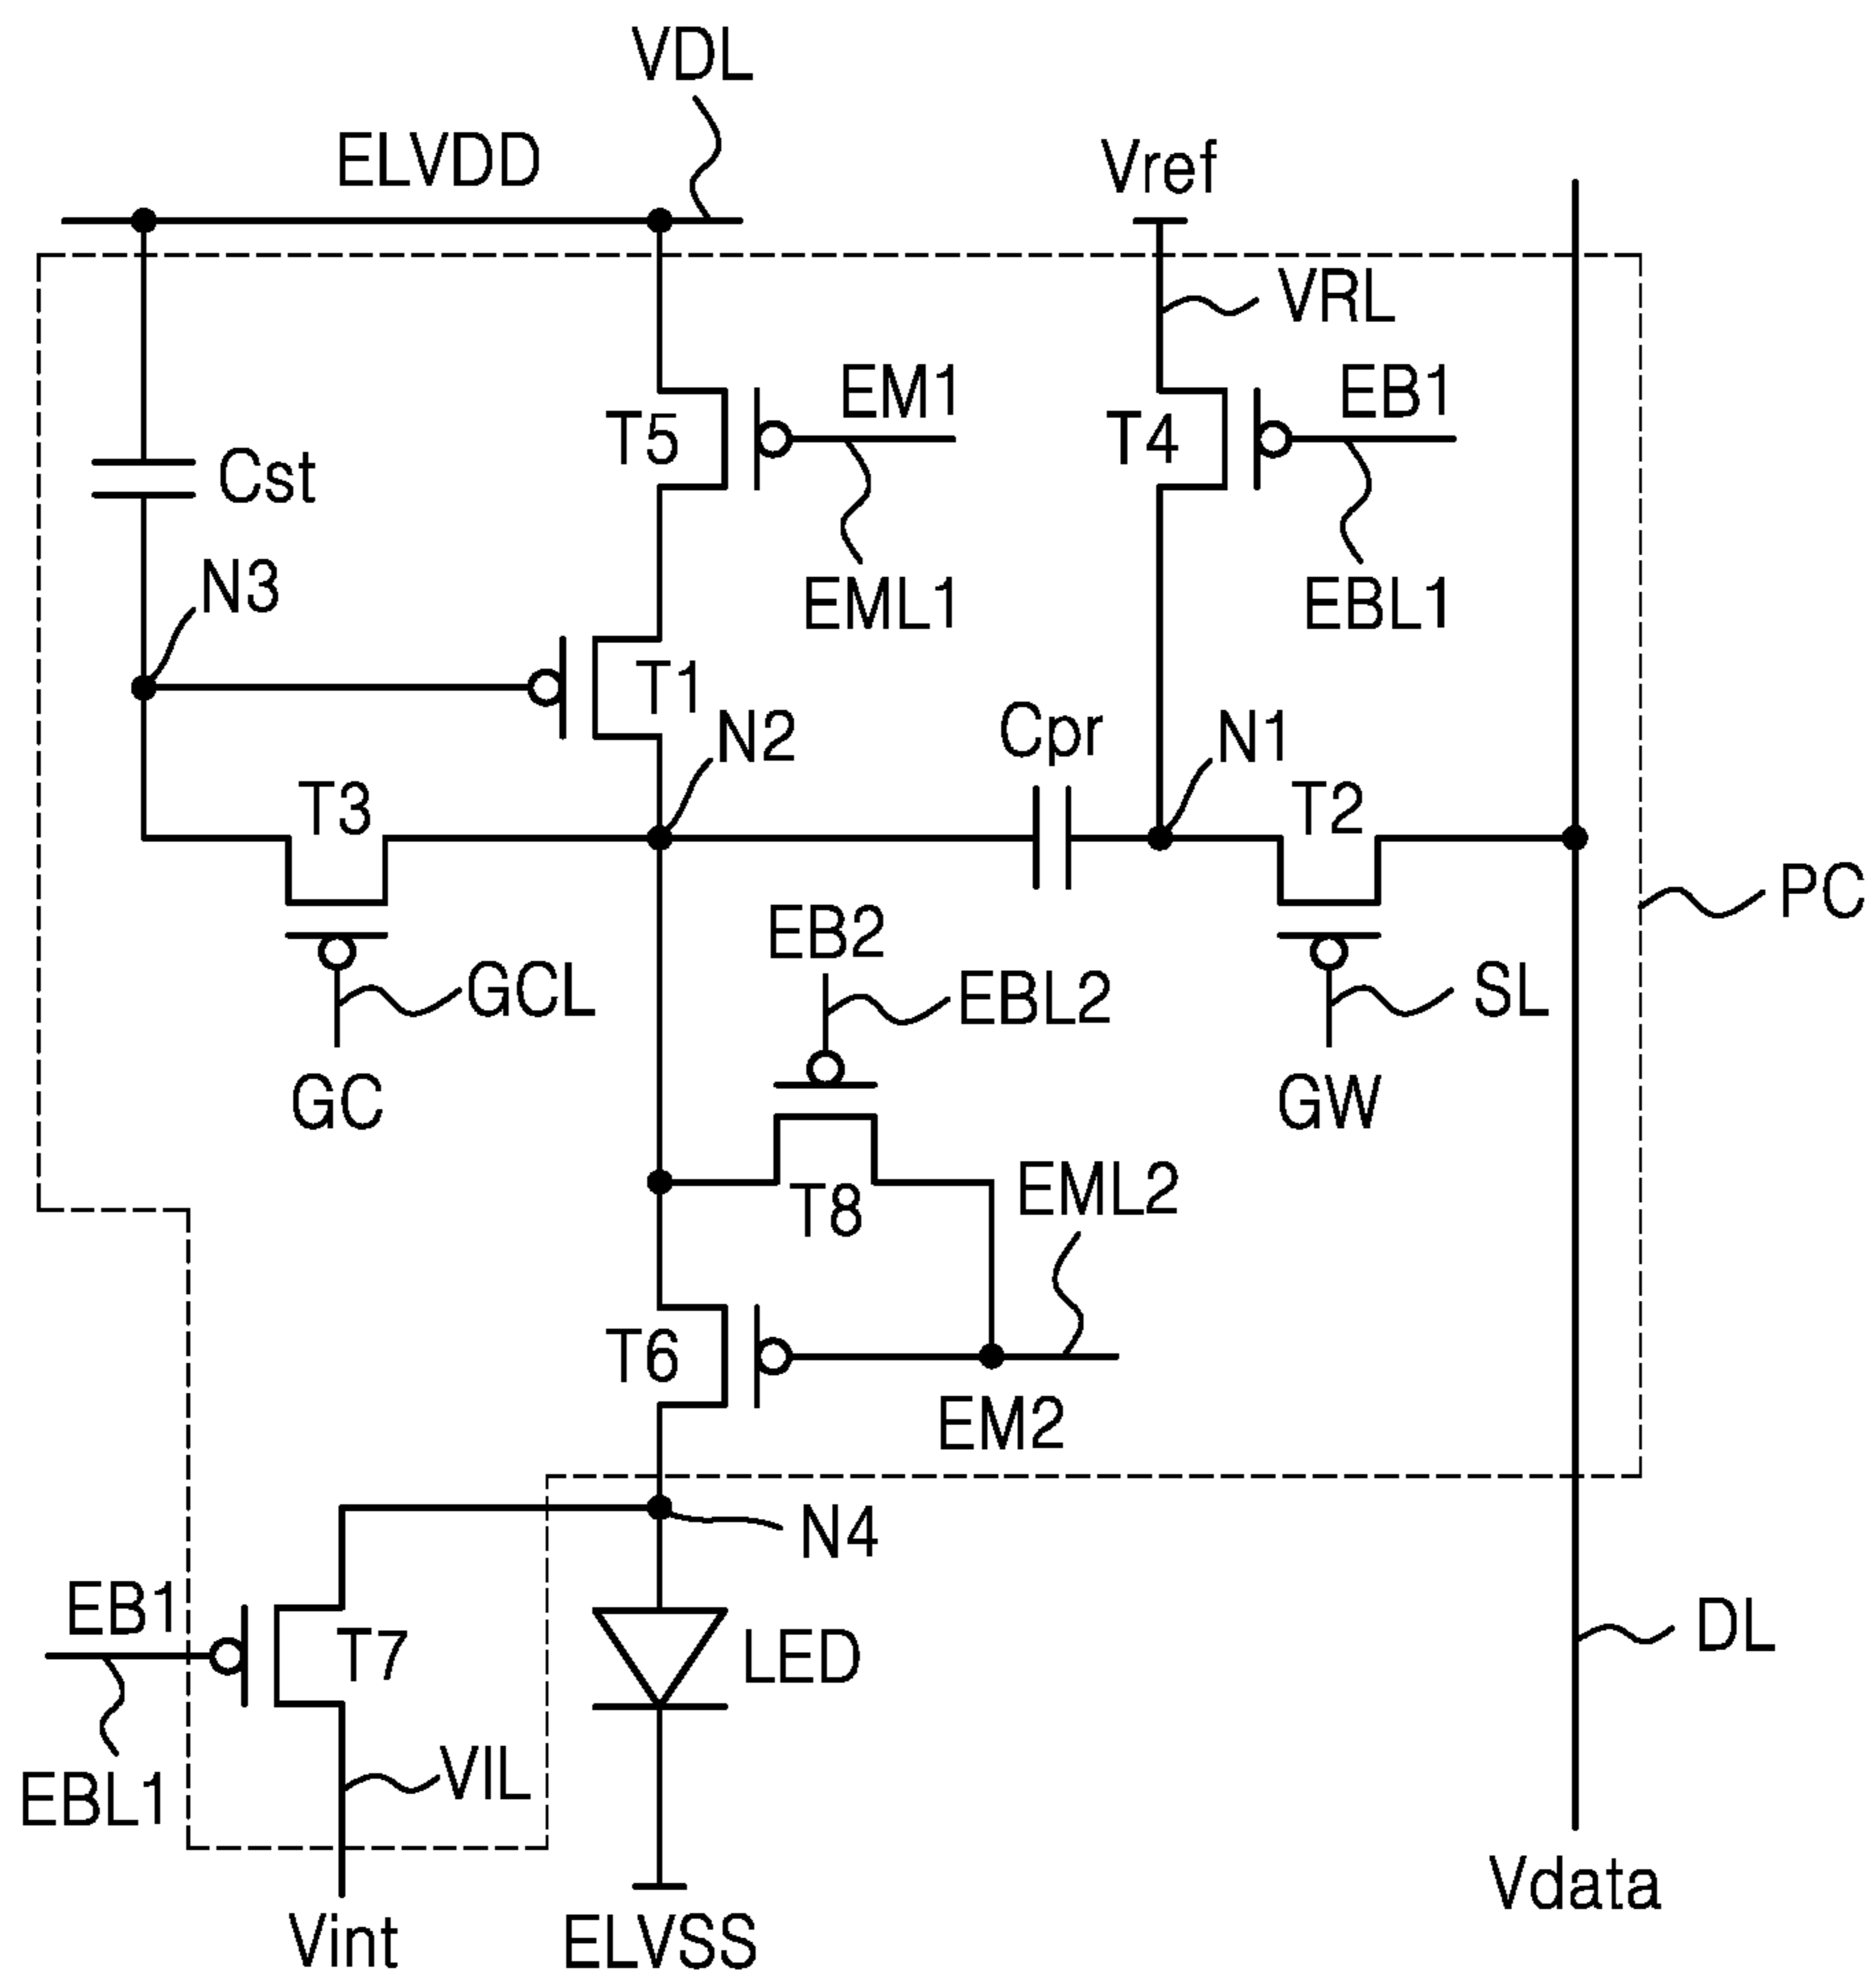 VDL
ELVDD
Vref
VRL
EM1
EB1
T5
T4
Cst
N3
EML1
EBL1
T1
N2
Cpr
N1
T3
T2
PC
EB2
GCL
EBL2
SL
GC
GW
T8
EML2
T6
EM2
N4
EB1
T7
LED
DL
VIL
EBL1
Vdata
Vint
ELVSS